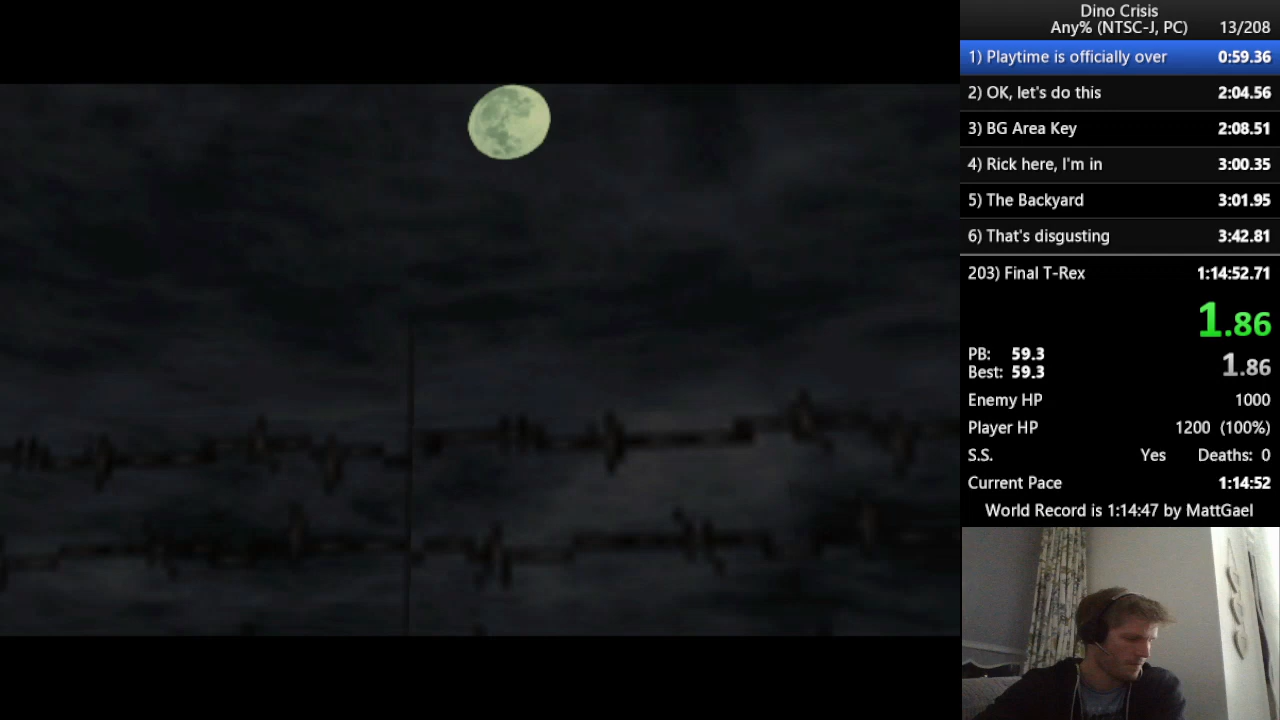 Dino Crisis
Any% (NTSC-J, PC) 13/208
1) Playtime is officially over 0:59.36
2) OK, let's do this 2:04.56
3) BG Area Key 2:08.51
4) Rick here, I'm in 3:00.35
5) The Backyard 3:01.95
6) That's disgusting 3:42.81
203) Final T-Rex 1:14:52.71
1.86
PB: 59.3
Best: 59.3 1.86
Enemy HP 1000
Player HP 1200 (100%)
S.S. Yes Deaths: 0
Current Pace 1:14:52
World Record is 1:14:47 by MattGael